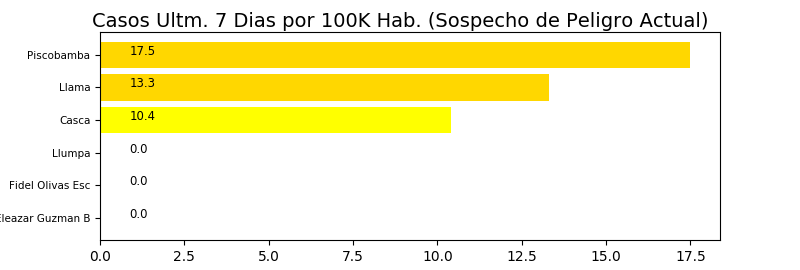 Casos Ultm. 7 Dias por 100K Hab. (Sospecho de Peligro Actual)
Piscobamba 17.5
Llama 13.3
Casca 10.4
Llumpa 0.0
Fidel Olivas Esc 0.0
Guzman B 0.0
0.0 2.5 5.0 7.5 10.0 12.5 15.0 17.5